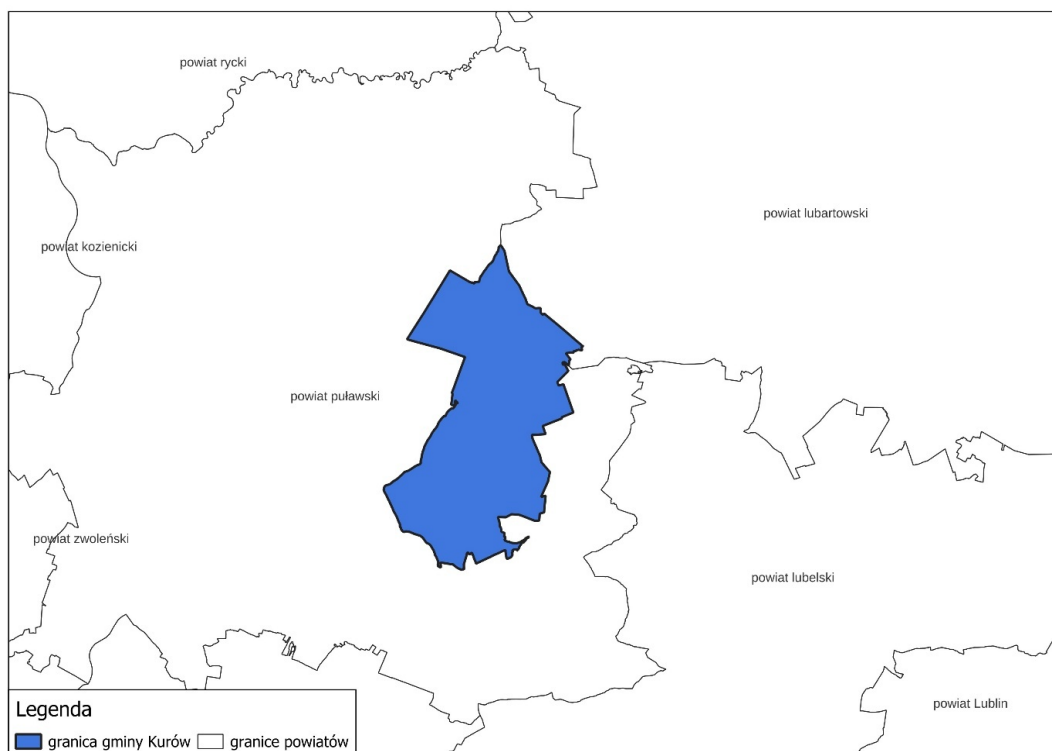 powiat rycki
powiat lubartowski
powiat kozienicki
powiat puławski
powiat zwoleński
powiat lubelski
powiat Lublin
Legenda
granica gminy Kurów granice powiatów